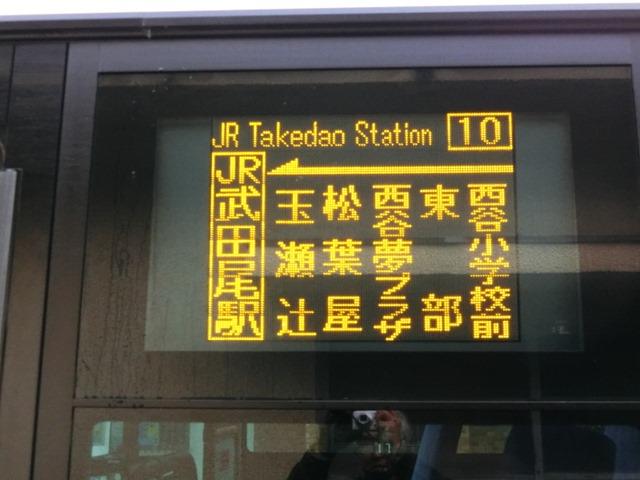 JR Takedao Station
10
JR武田尾駅
西谷小学校前
東部
西谷夢プラザ
松葉屋
玉瀬辻